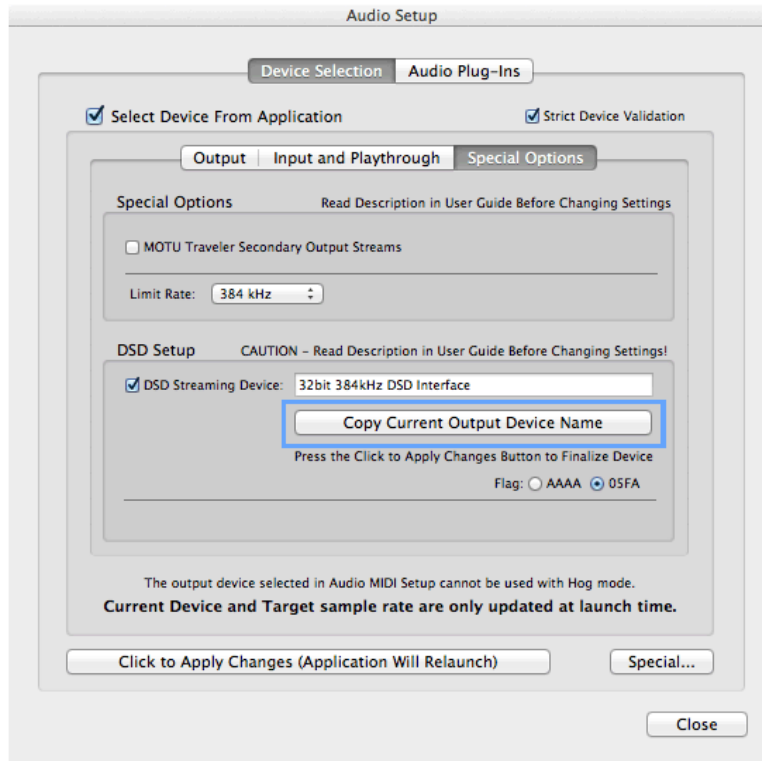 Audio Setup
Device Selection Audio Plug-Ins
Select Device From Application Strict Device Validation
Output Input and Playthrough Special Options
Special Options Read Description in User Guide Before Changing Settings
MOTU Traveler Secondary Output Streams
Limit Rate: 384 kHz
DSD Setup CAUTION - Read Description in User Guide Before Changing Settings!
DSD Streaming Device: 32bit 384kHz DSD Interface
Copy Current Output Device Name
Press the Click to Apply Changes Button to Finalize Device
Flag: AAAA 05FA
The output device selected in Audio MIDI Setup cannot be used with Hog mode.
Current Device and Target sample rate are only updated at launch time.
Click to Apply Changes (Application Will Relaunch) Special...
Close